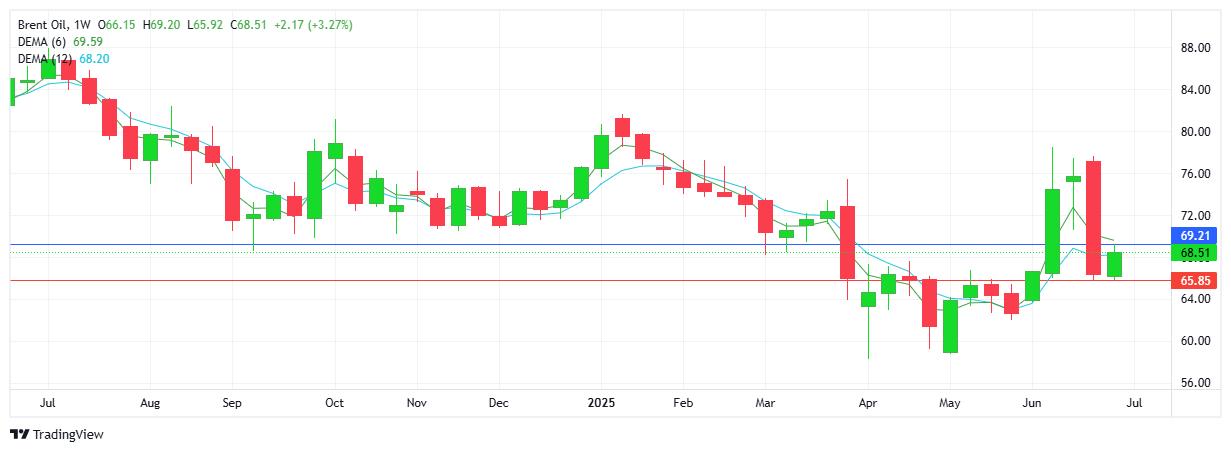 Brent Oil, 1W O66.15 H69.20 L65.92 C68.51 +2.17 (+3.27%)
DEMA (6) 69.59
DEMA (12) 68.20
88.00
84.00
80.00
76.00
72.00
69.21
68.51
65.85
64.00
60.00
56.00
Jul Aug Sep Oct Nov Dec 2025 Feb Mar Apr May Jun Jul
TradingView